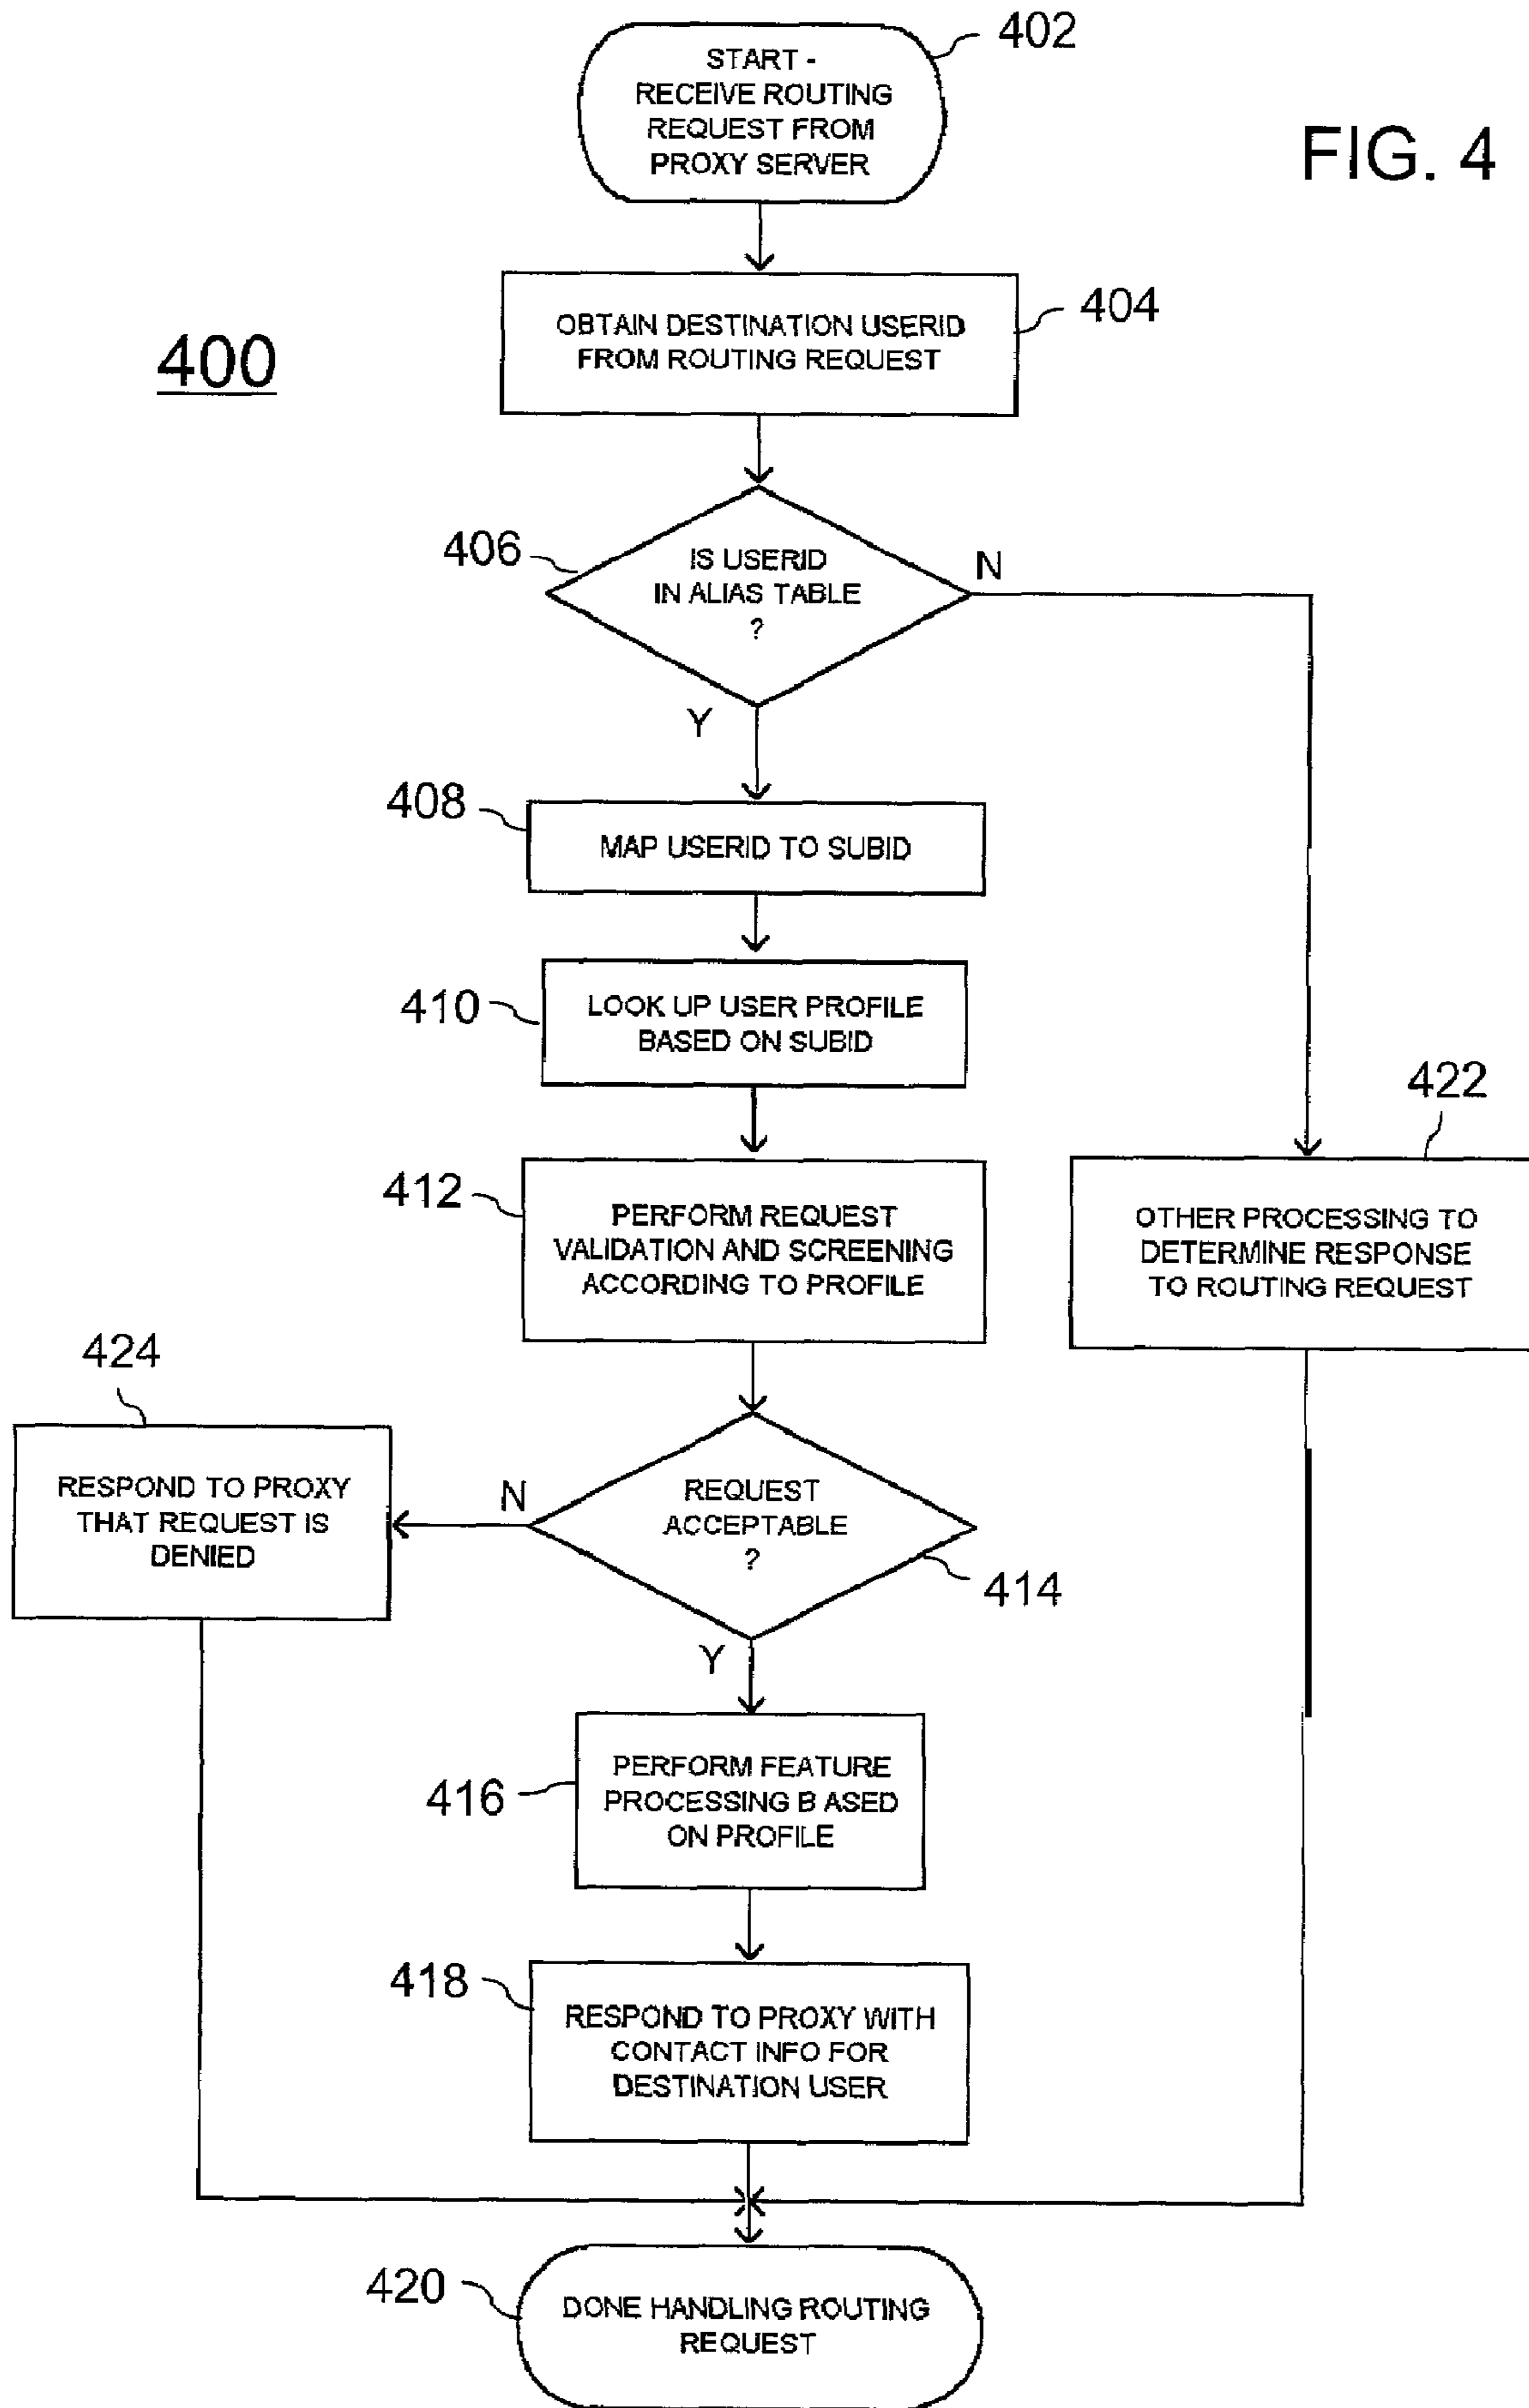 402
START -
RECEIVE ROUTING
REQUEST FROM
PROXY SERVER
FIG. 4
400
OBTAIN DESTINATION USERID
FROM ROUTING REQUEST
404
406
IS USERID
IN ALIAS TABLE
?
N
Y
408
MAP USERID TO SUBID
410
LOOK UP USER PROFILE
BASED ON SUBID
422
412
PERFORM REQUEST
VALIDATION AND SCREENING
ACCORDING TO PROFILE
OTHER PROCESSING TO
DETERMINE RESPONSE
TO ROUTING REQUEST
424
RESPOND TO PROXY
THAT REQUEST IS
DENIED
N
REQUEST
ACCEPTABLE
?
414
Y
416
PERFORM FEATURE
PROCESSING B ASED
ON PROFILE
418
RESPOND TO PROXY WITH
CONTACT INFO FOR
DESTINATION USER
420
DONE HANDLING ROUTING
REQUEST